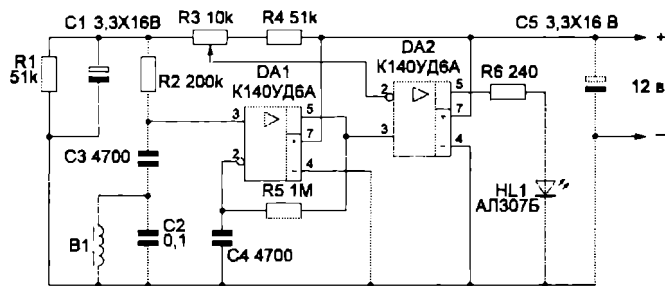 C1 3,3X16В
R3 10k
R4 51k
C5 3,3X16 В
R1
51k
R2 200k
DA1
К140УД6А
DA2
К140УД6А
R6 240
+
12 в
−
2
3
5
7
4
+
−
3
2
5
7
4
+
−
C3 4700
R5 1М
HL1
АЛ307Б
B1
C2
0,1
C4 4700